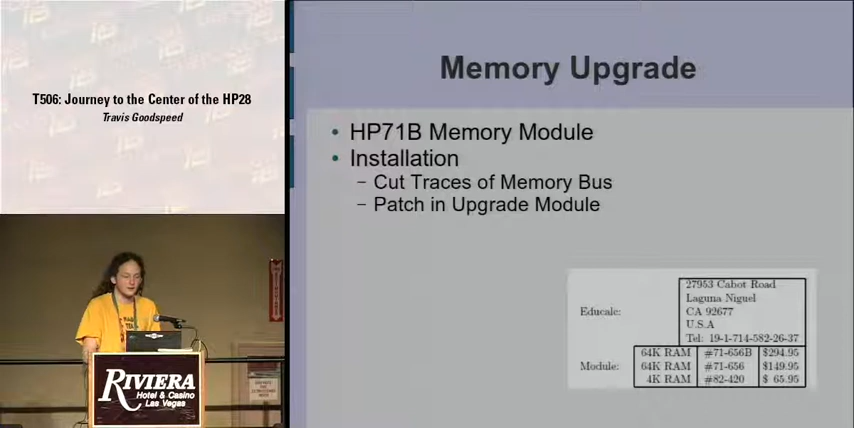 T506: Journey to the Center of the HP28
Travis Goodspeed
Memory Upgrade
• HP71B Memory Module
• Installation
– Cut Traces of Memory Bus
– Patch in Upgrade Module
Educalc:
27953 Cabot Road
Laguna Niguel
CA 92677
U.S.A
Tel: 19-1-714-582-26-37
Module:
64K RAM #71-656B $294.95
64K RAM #71-656 $149.95
4K RAM #82-420 $ 65.95
RIVIERA
Hotel & Casino
Las Vegas